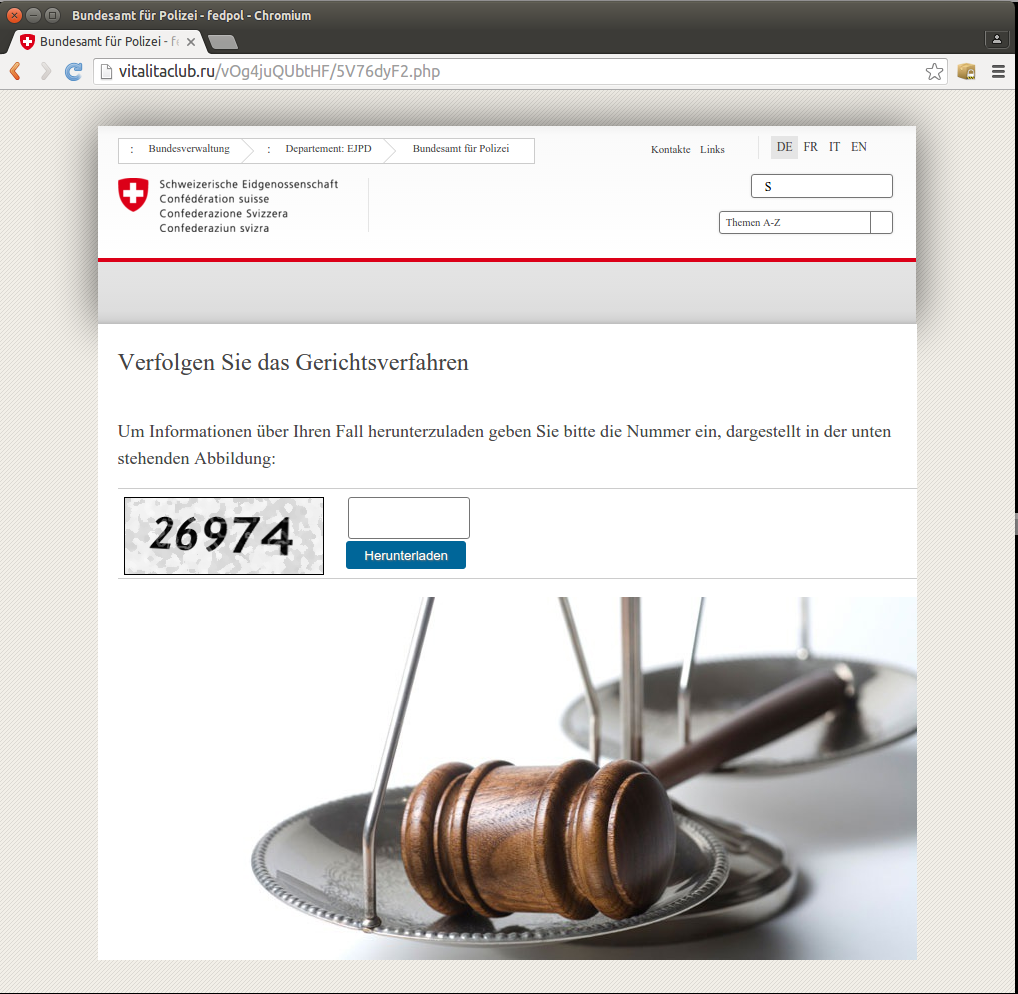 Bundesamt für Polizei - fedpol - Chromium
Bundesamt für Polizei - fe
vitalitaclub.ru/vOg4juQUbtHF/5V76dyF2.php
: Bundesverwaltung : Departement: EJPD Bundesamt für Polizei
Kontakte Links DE FR IT EN
Schweizerische Eidgenossenschaft
Confédération suisse
Confederazione Svizzera
Confederaziun svizra
S
Themen A-Z
Verfolgen Sie das Gerichtsverfahren
Um Informationen über Ihren Fall herunterzuladen geben Sie bitte die Nummer ein, dargestellt in der unten
stehenden Abbildung:
26974
Herunterladen